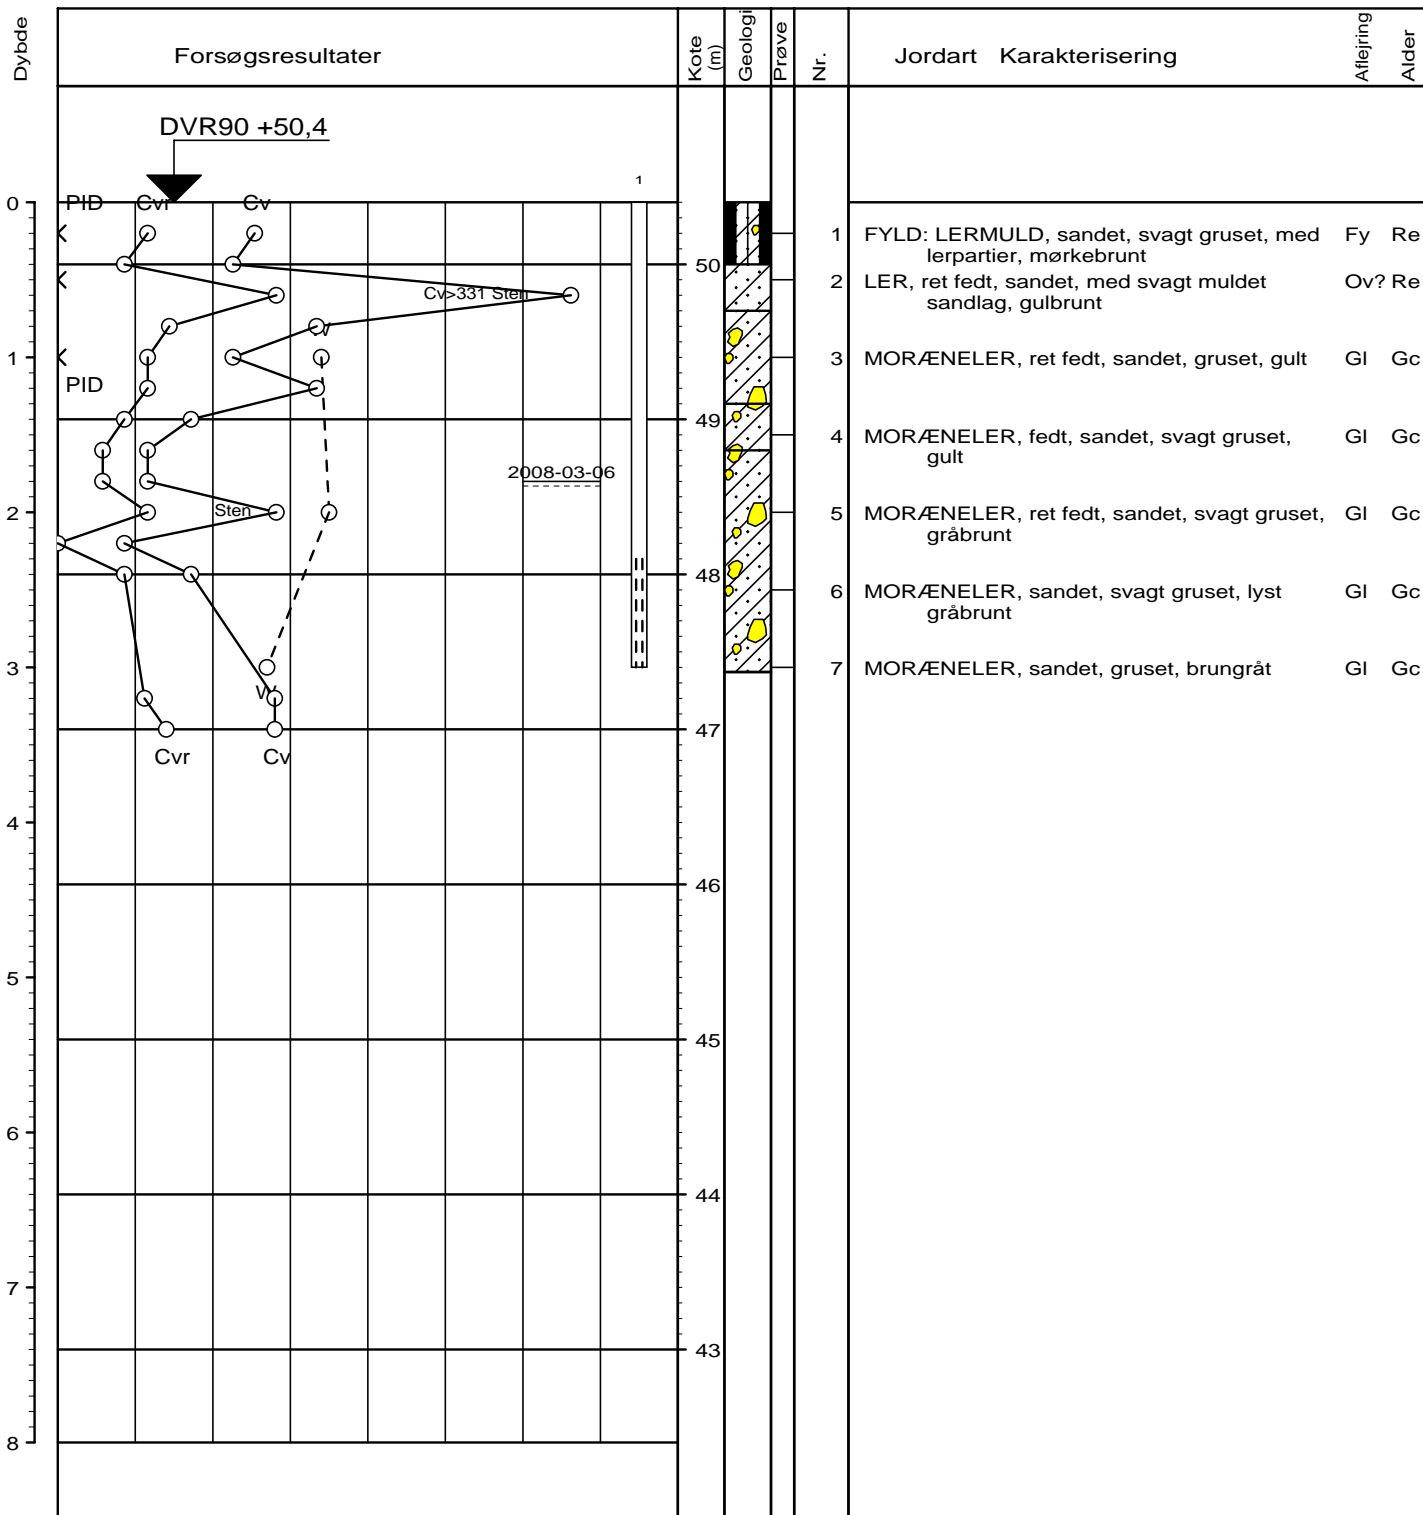 Dybde
Forsøgsresultater
Kote
(m)
Geologi
Prøve
Nr.
Jordart Karakterisering
Aflejring
Alder
DVR90 +50,4
1
0
PID
Cvr
Cv
1 FYLD: LERMULD, sandet, svagt gruset, med Fy Re
lerpartier, mørkebrunt
50
2 LER, ret fedt, sandet, med svagt muldet Ov? Re
sandlag, gulbrunt
Cv>331 Sten
1
3 MORÆNELER, ret fedt, sandet, gruset, gult Gl Gc
PID
49
4 MORÆNELER, fedt, sandet, svagt gruset, Gl Gc
gult
2008-03-06
2
Sten
5 MORÆNELER, ret fedt, sandet, svagt gruset, Gl Gc
gråbrunt
48
6 MORÆNELER, sandet, svagt gruset, lyst Gl Gc
gråbrunt
3
7 MORÆNELER, sandet, gruset, brungråt Gl Gc
W
47
Cvr
Cv
4
46
5
45
6
44
7
43
8